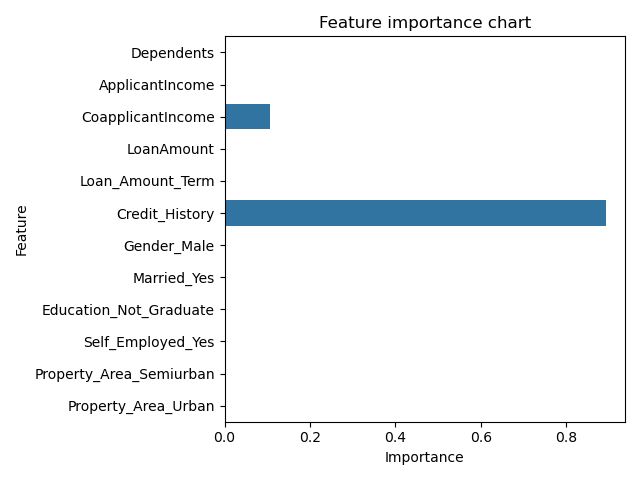 Feature importance chart
Dependents
ApplicantIncome
CoapplicantIncome
LoanAmount
Loan_Amount_Term
Credit_History
Gender_Male
Married_Yes
Education_Not_Graduate
Self_Employed_Yes
Property_Area_Semiurban
Property_Area_Urban
Feature
0.0 0.2 0.4 0.6 0.8
Importance